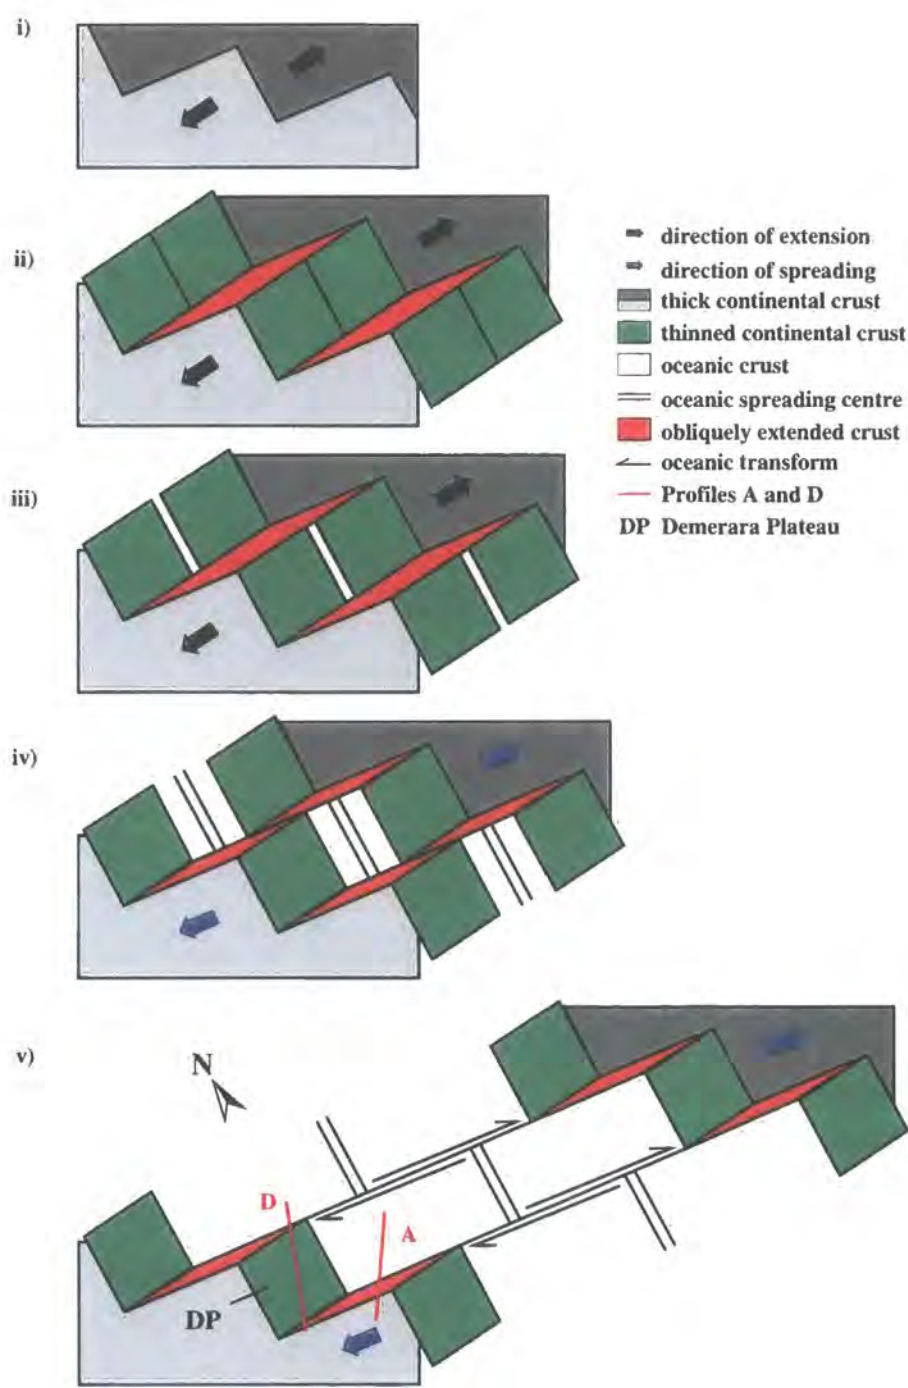 i)
ii)
direction of extension
direction of spreading
thick continental crust
thinned continental crust
oceanic crust
oceanic spreading centre
obliquely extended crust
oceanic transform
Profiles A and D
DP Demerara Plateau
iii)
iv)
v)
N
D
A
DP